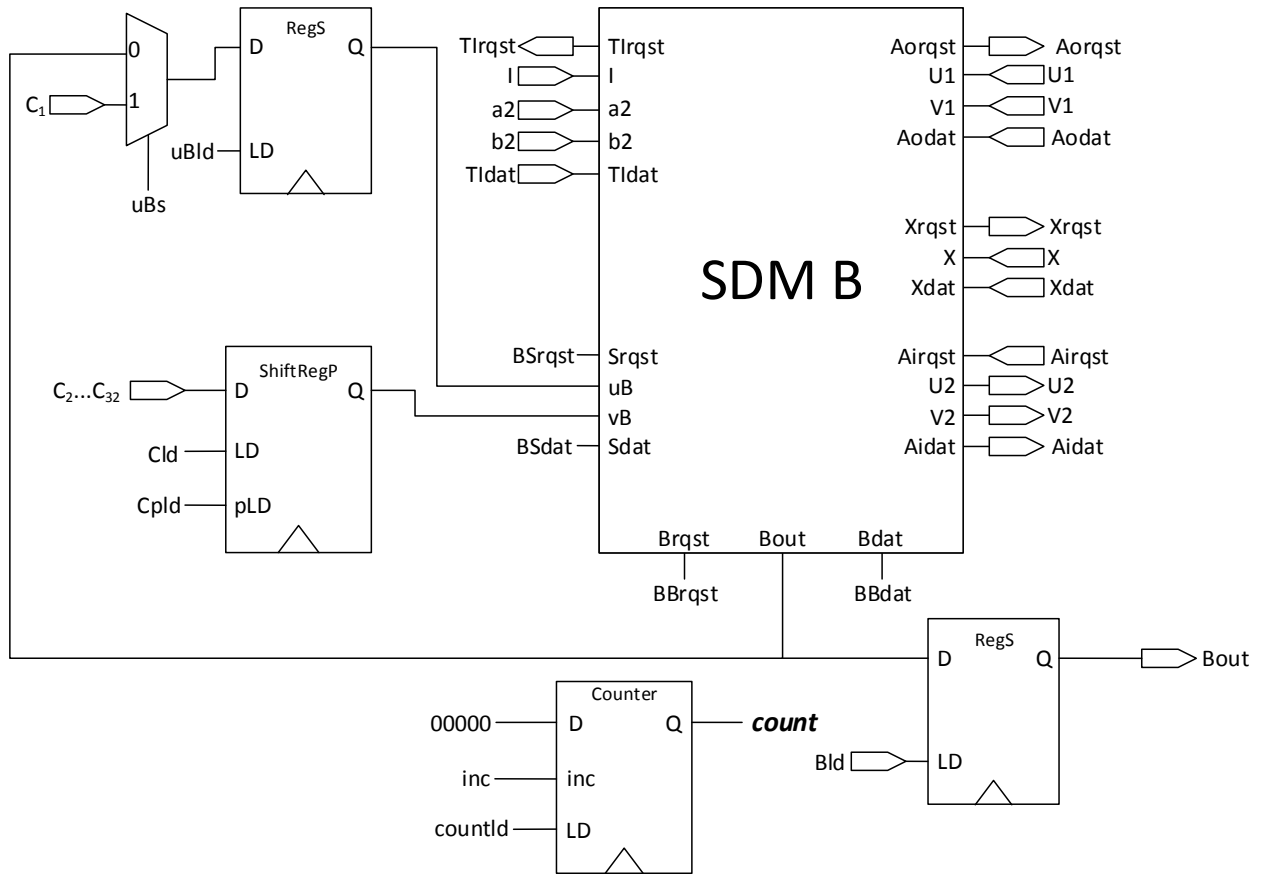 RegS
0
D
Q
C1
1
uBld
LD
uBs
ShiftRegP
C2...C32
D
Q
Cld
LD
Cpld
pLD
TIrqst
TIrqst
I
I
a2
a2
b2
b2
TIdat
TIdat
SDM B
BSrqst
Srqst
uB
vB
BSdat
Sdat
Aorqst
Aorqst
U1
U1
V1
V1
Aodat
Aodat
Xrqst
Xrqst
X
X
Xdat
Xdat
Airqst
Airqst
U2
U2
V2
V2
Aidat
Aidat
Brqst
Bout
Bdat
BBrqst
BBdat
RegS
D
Q
Bout
Bld
LD
Counter
00000
D
Q
count
inc
inc
countld
LD